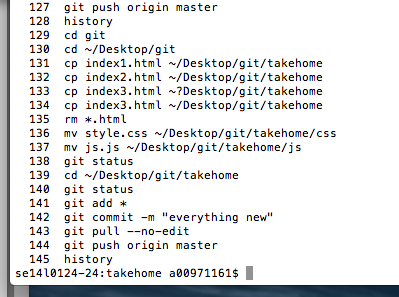 127 git push origin master
128 history
129 cd git
130 cd ~/Desktop/git
131 cp index1.html ~/Desktop/git/takehome
132 cp index2.html ~/Desktop/git/takehome
133 cp index3.html ~?Desktop/git/takehome
134 cp index3.html ~/Desktop/git/takehome
135 rm *.html
136 mv style.css ~/Desktop/git/takehome/css
137 mv js.js ~/Desktop/git/takehome/js
138 git status
139 cd ~/Desktop/git/takehome
140 git status
141 git add *
142 git commit -m "everything new"
143 git pull --no-edit
144 git push origin master
145 history
se14l0124-24:takehome a00971161$